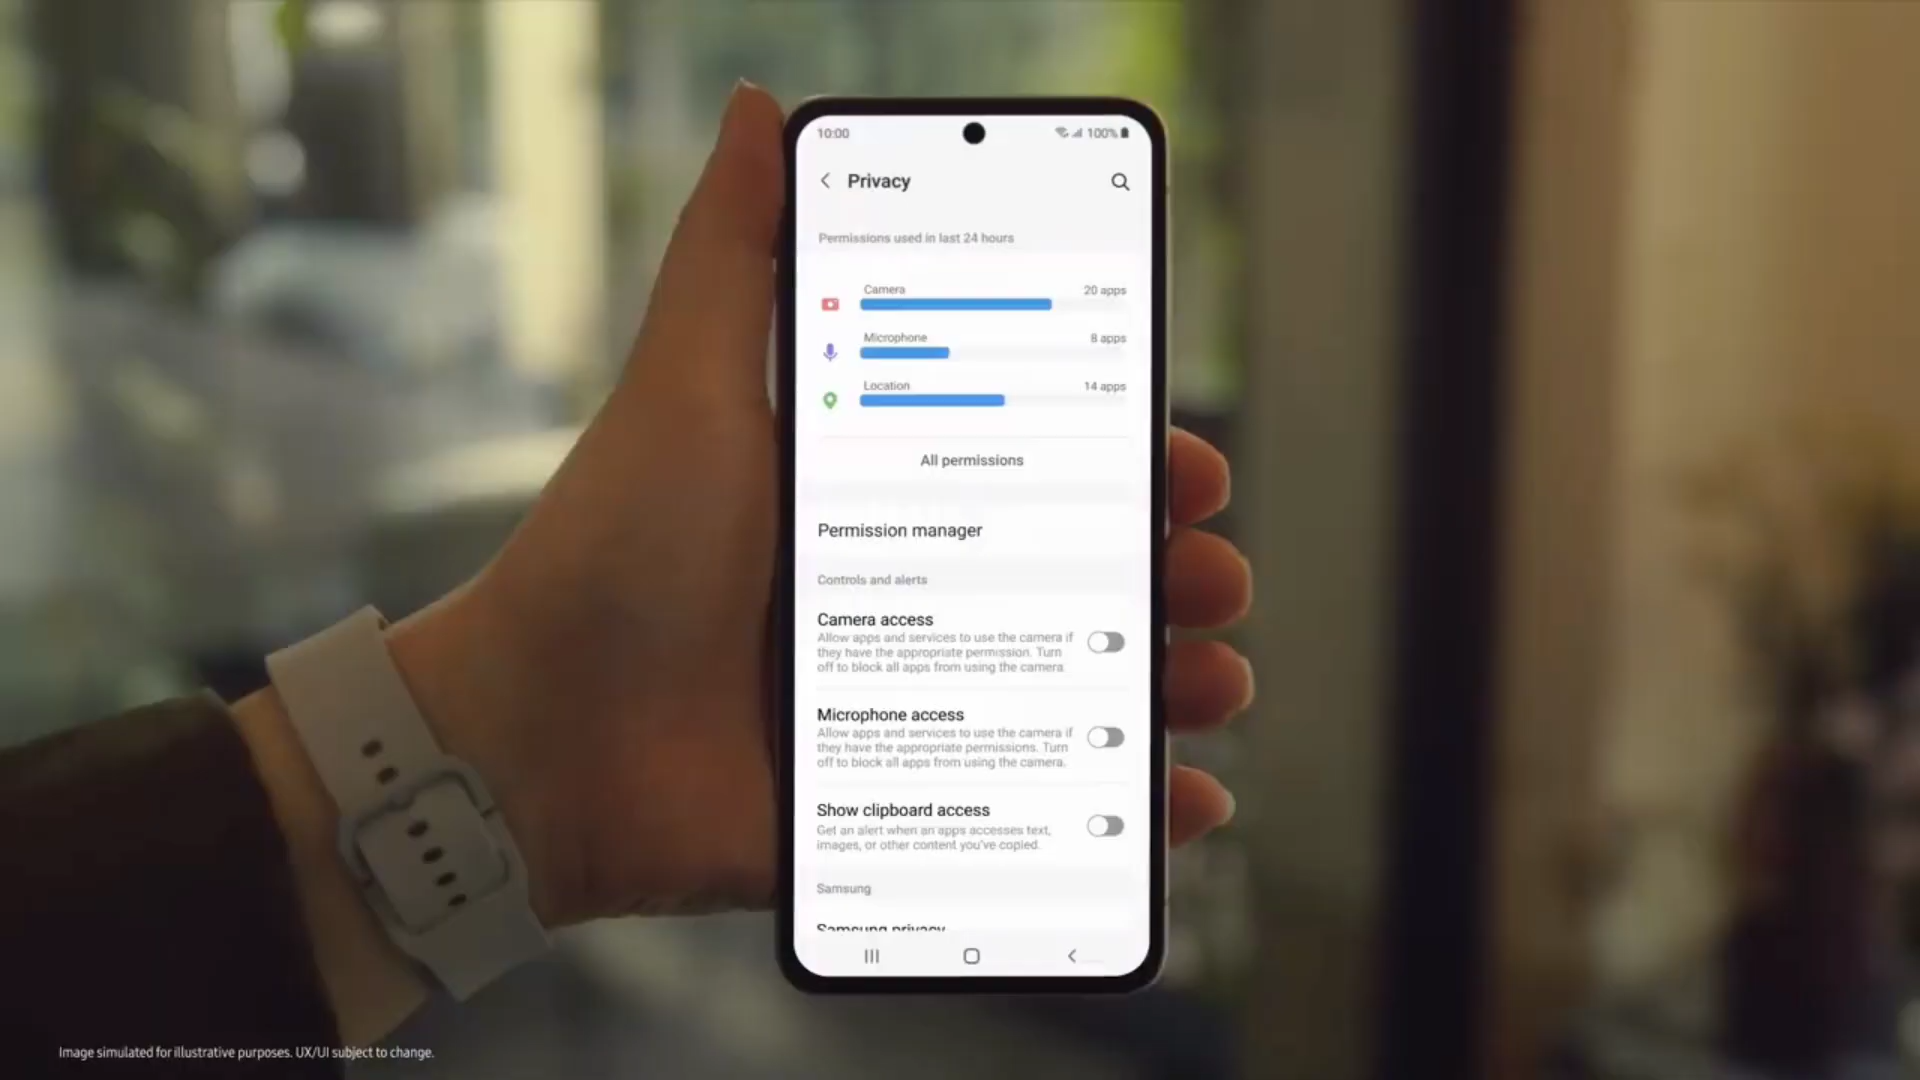 10:00
100%
Privacy
Permissions used in last 24 hours
Camera
20 apps
Microphone
8 apps
Location
14 apps
All permissions
Permission manager
Controls and alerts
Camera access
Allow apps and services to use the camera if
they have the appropriate permission. Turn
off to block all apps from using the camera.
Microphone access
Allow apps and services to use the camera if
they have the appropriate permissions. Turn
off to block all apps from using the camera.
Show clipboard access
Get an alert when an apps accesses text,
images, or other content you've copied.
Samsung
Samsung privacy
Image simulated for illustrative purposes. UX/UI subject to change.